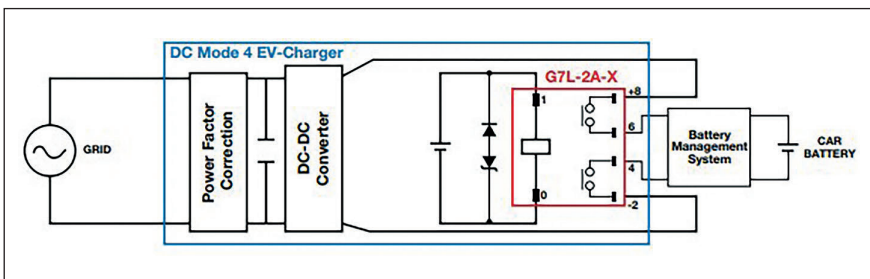 DC Mode 4 EV-Charger
G7L-2A-X
GRID
Power Factor
Correction
DC-DC
Converter
1
0
+8
6
4
-2
Battery
Management
System
CAR
BATTERY